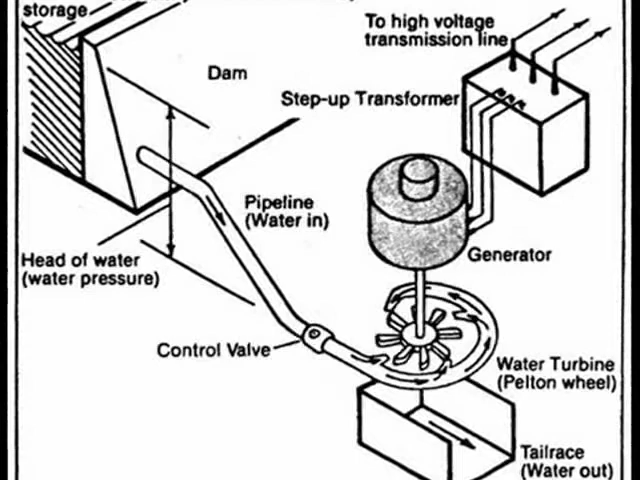 storage
To high voltage
transmission line
Dam
Step-up Transformer
Pipeline
(Water in)
Head of water
(water pressure)
Generator
Control Valve
Water Turbine
(Pelton wheel)
Tailrace
(Water out)